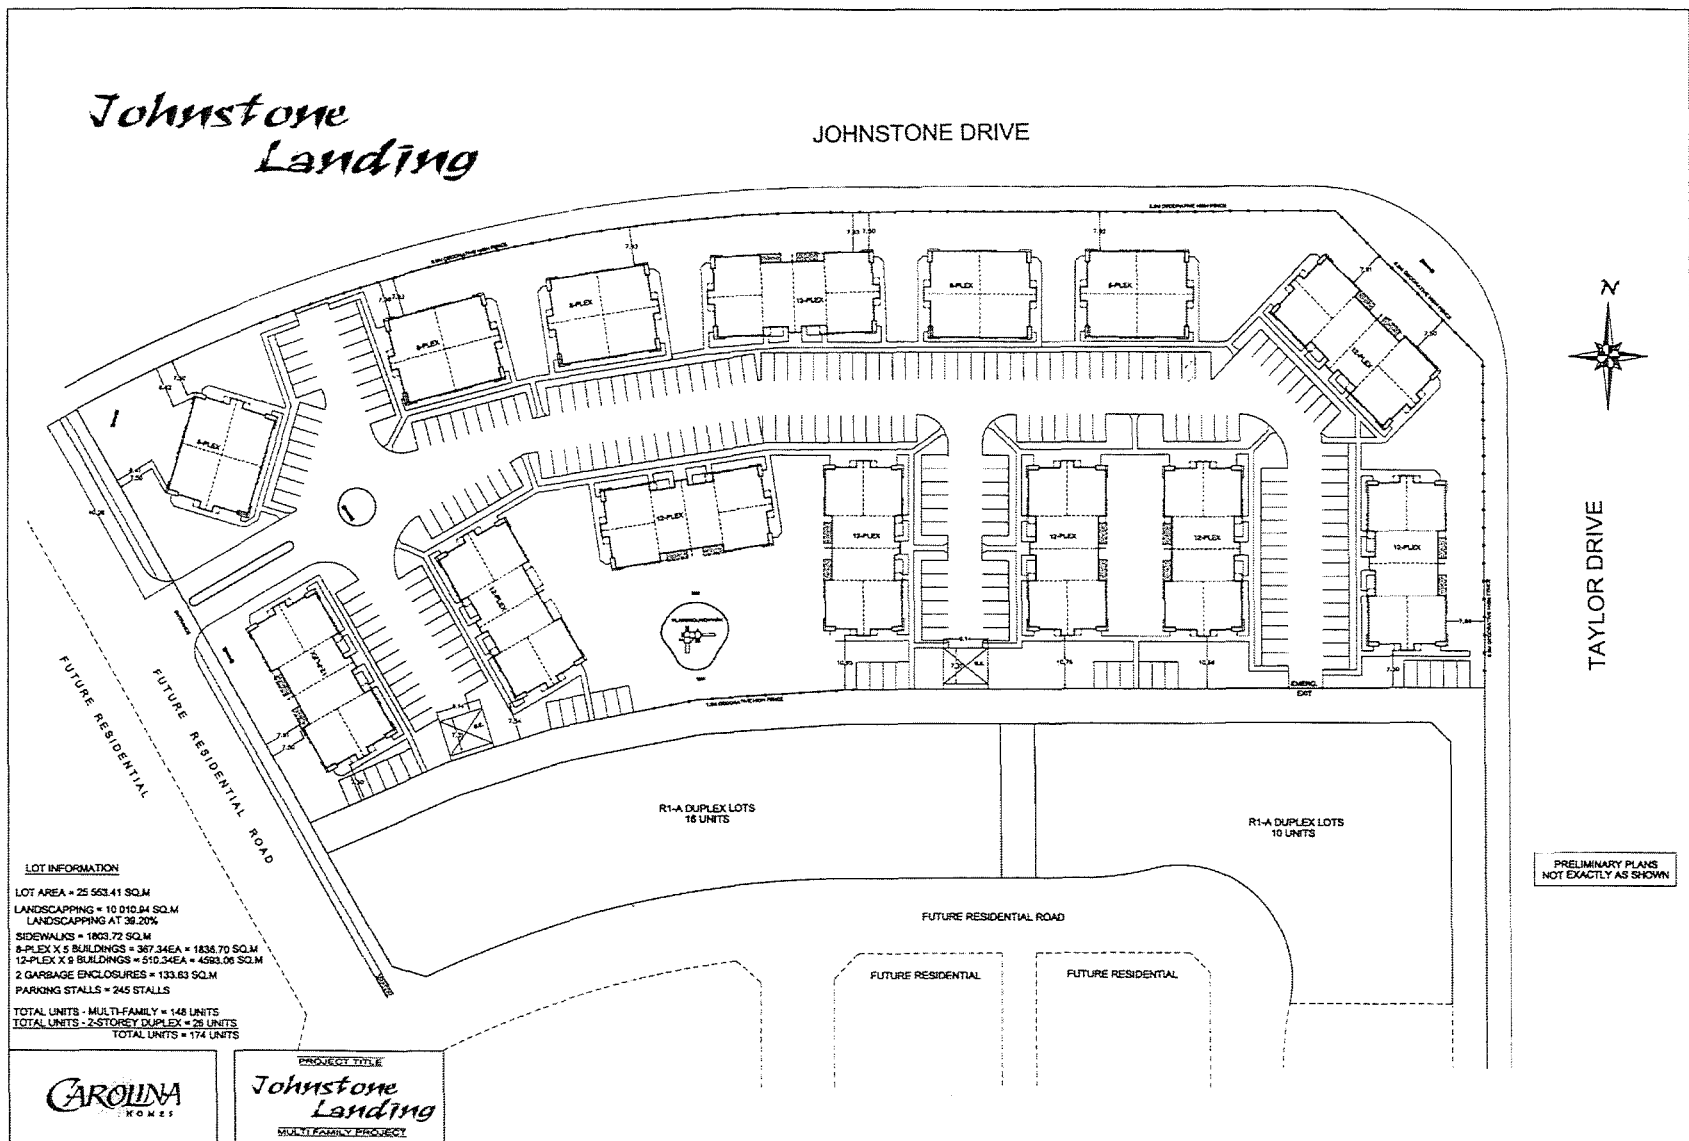 Johnstone
Landing
JOHNSTONE DRIVE
12-PLEX
8-PLEX
8-PLEX
8-PLEX
8-PLEX
8-PLEX
12-PLEX
12-PLEX
12-PLEX
12-PLEX
12-PLEX
12-PLEX
12-PLEX
12-PLEX
EMERG.
EXIT
TAYLOR DRIVE
FUTURE RESIDENTIAL
FUTURE RESIDENTIAL ROAD
R1-A DUPLEX LOTS
16 UNITS
R1-A DUPLEX LOTS
10 UNITS
PRELIMINARY PLANS
NOT EXACTLY AS SHOWN
FUTURE RESIDENTIAL ROAD
FUTURE RESIDENTIAL
FUTURE RESIDENTIAL
LOT INFORMATION
LOT AREA = 25 553.41 SQ.M
LANDSCAPPING = 10 010.94 SQ.M
LANDSCAPPING AT 39.20%
SIDEWALKS = 1803.72 SQ.M
8-PLEX X 5 BUILDINGS = 367.34EA = 1836.70 SQ.M
12-PLEX X 9 BUILDINGS = 510.34EA = 4593.06 SQ.M
2 GARBAGE ENCLOSURES = 133.63 SQ.M
PARKING STALLS = 245 STALLS
TOTAL UNITS - MULTI-FAMILY = 148 UNITS
TOTAL UNITS - 2-STOREY DUPLEX = 26 UNITS
TOTAL UNITS = 174 UNITS
CAROLINA
HOMES
PROJECT TITLE
Johnstone
Landing
MULTI FAMILY PROJECT